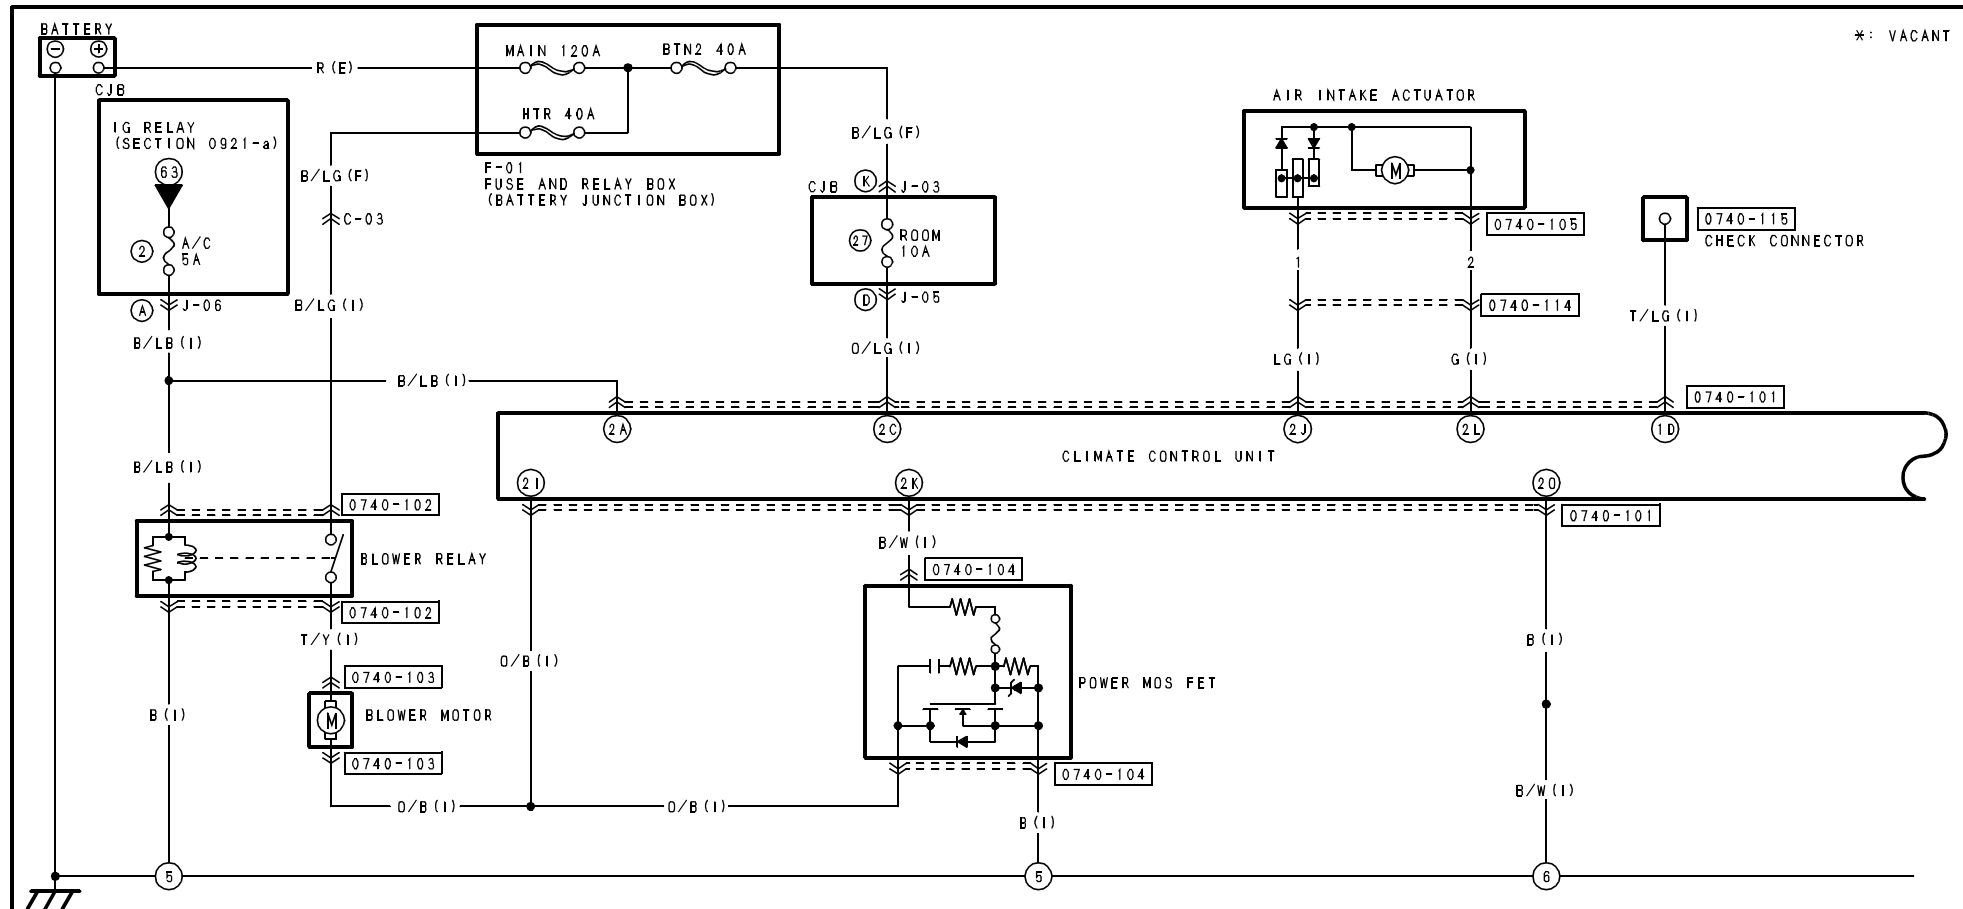 BATTERY
− +
CJB
IG RELAY
(SECTION 0921-a)
63
2
A/C
5A
A
J-06
B/LB(I)
B/LB(I)
B/LB(I)
R(E)
B/LG(F)
C-03
B/LG(I)
MAIN 120A
BTN2 40A
HTR 40A
F-01
FUSE AND RELAY BOX
(BATTERY JUNCTION BOX)
B/LG(F)
CJB
K
J-03
27
ROOM
10A
D
J-05
O/LG(I)
AIR INTAKE ACTUATOR
M
0740-105
1
2
0740-114
LG(I)
G(I)
*: VACANT
0740-115
CHECK CONNECTOR
T/LG(I)
0740-101
2A
2C
2J
2L
1D
CLIMATE CONTROL UNIT
2I
2K
2O
0740-101
0740-102
BLOWER RELAY
0740-102
T/Y(I)
0740-103
M
BLOWER MOTOR
0740-103
B(I)
O/B(I)
O/B(I)
O/B(I)
B/W(I)
0740-104
POWER MOS FET
0740-104
B(I)
B(I)
B/W(I)
5
5
6